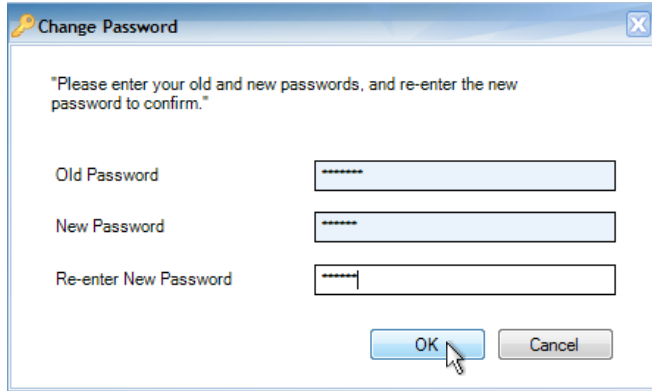 Change Password
"Please enter your old and new passwords, and re-enter the new
password to confirm."
Old Password
*******
New Password
******
Re-enter New Password
******
OK
Cancel